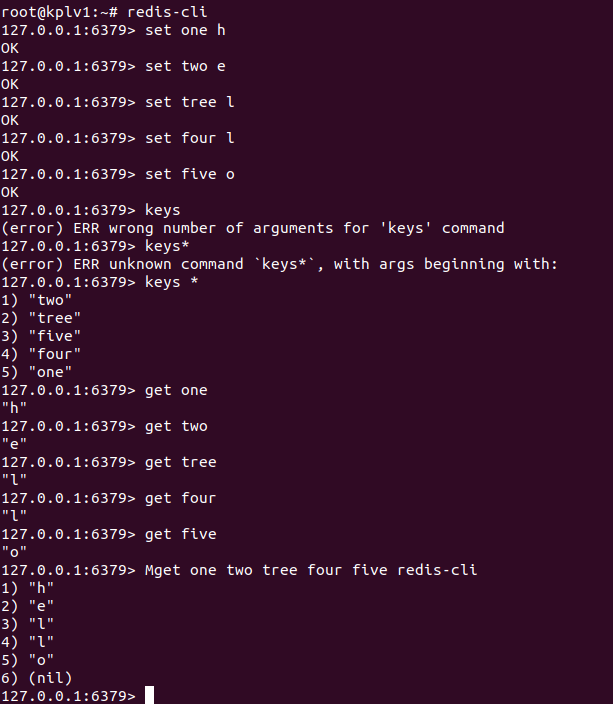 root@kplv1:~# redis-cli
127.0.0.1:6379> set one h
OK
127.0.0.1:6379> set two e
OK
127.0.0.1:6379> set tree l
OK
127.0.0.1:6379> set four l
OK
127.0.0.1:6379> set five o
OK
127.0.0.1:6379> keys
(error) ERR wrong number of arguments for 'keys' command
127.0.0.1:6379> keys*
(error) ERR unknown command `keys*`, with args beginning with:
127.0.0.1:6379> keys *
1) "two"
2) "tree"
3) "five"
4) "four"
5) "one"
127.0.0.1:6379> get one
"h"
127.0.0.1:6379> get two
"e"
127.0.0.1:6379> get tree
"l"
127.0.0.1:6379> get four
"l"
127.0.0.1:6379> get five
"o"
127.0.0.1:6379> Mget one two tree four five redis-cli
1) "h"
2) "e"
3) "l"
4) "l"
5) "o"
6) (nil)
127.0.0.1:6379>